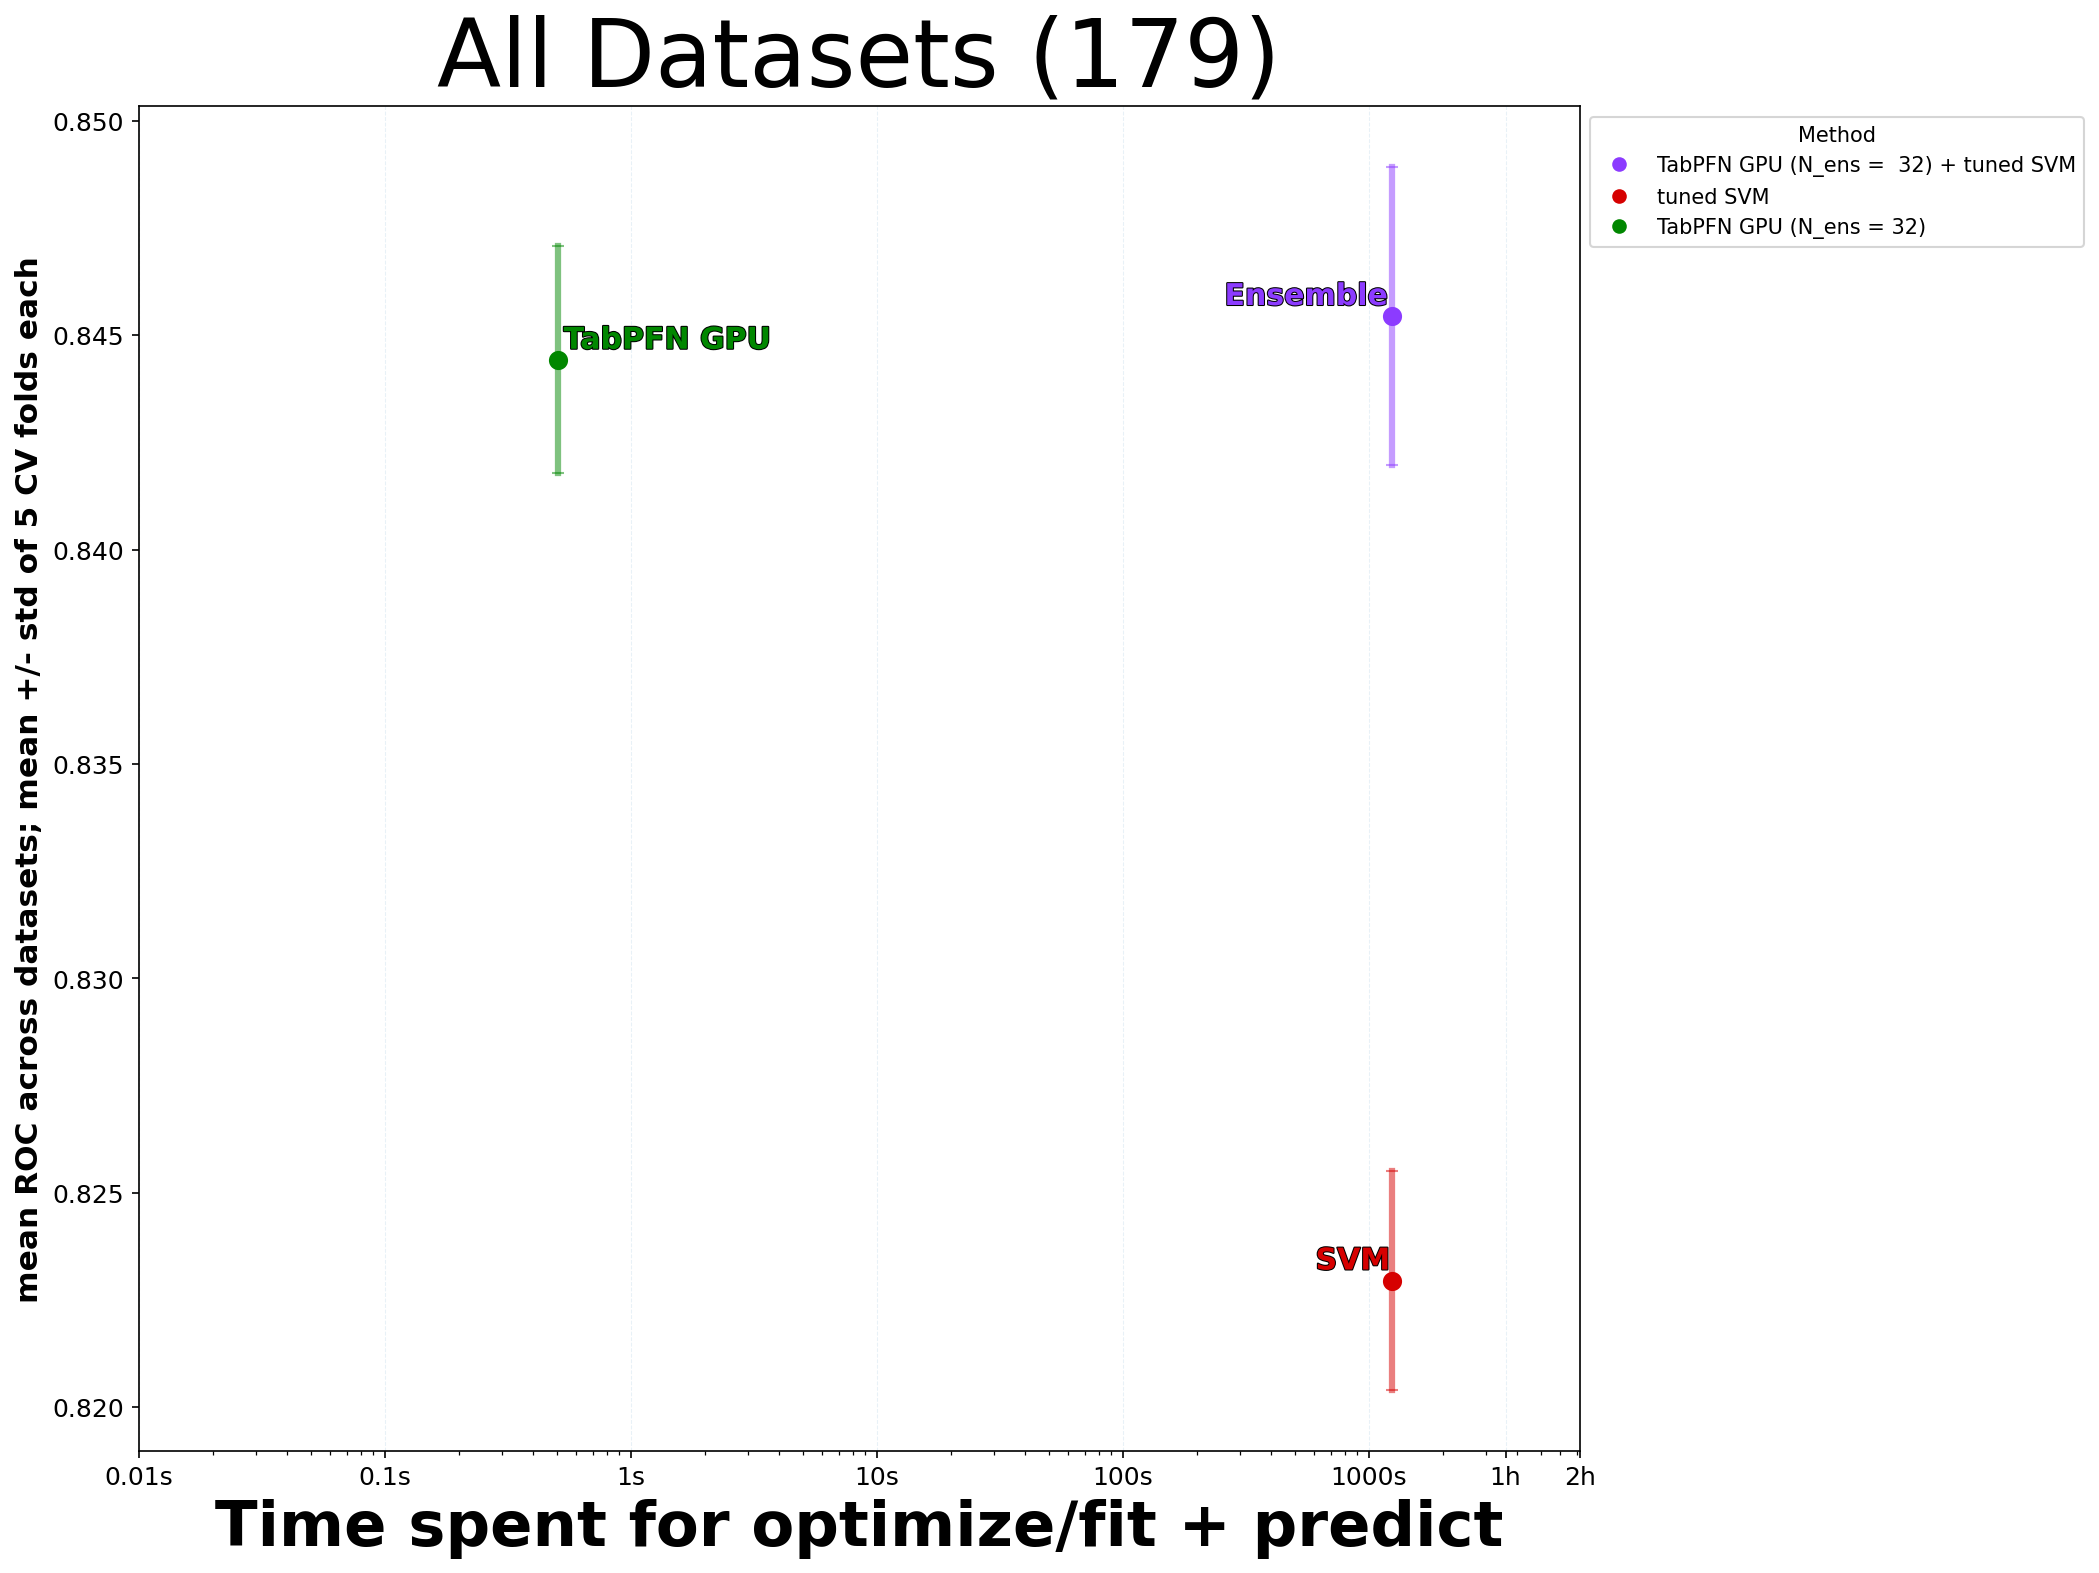 All Datasets (179)
mean ROC across datasets; mean +/- std of 5 CV folds each
0.850
0.845
0.840
0.835
0.830
0.825
0.820
TabPFN GPU
Ensemble
SVM
Method
TabPFN GPU (N_ens =  32) + tuned SVM
tuned SVM
TabPFN GPU (N_ens = 32)
0.01s 0.1s 1s 10s 100s 1000s 1h 2h
Time spent for optimize/fit + predict